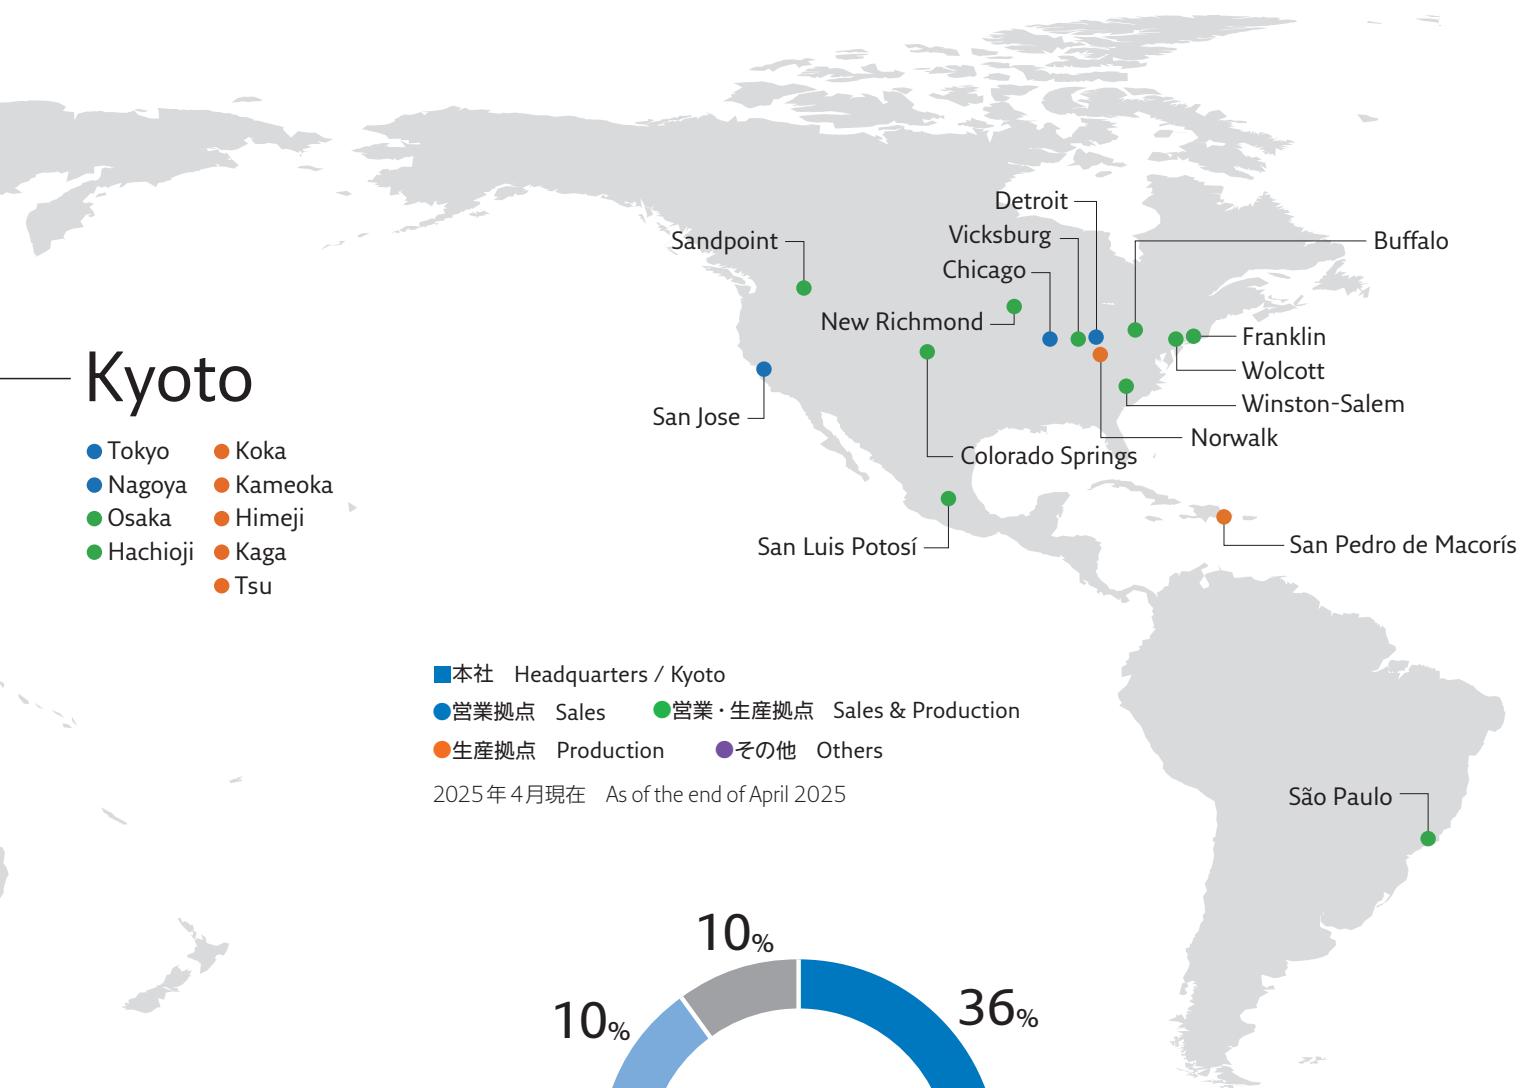 Detroit
Vicksburg
Sandpoint
Buffalo
Chicago
New Richmond
Franklin
Wolcott
Winston-Salem
San Jose
Norwalk
Colorado Springs
San Luis Potosí
San Pedro de Macorís
São Paulo
Kyoto
Tokyo
Nagoya
Osaka
Hachioji
Koka
Kameoka
Himeji
Kaga
Tsu
本社 Headquarters / Kyoto
営業拠点 Sales 営業・生産拠点 Sales & Production
生産拠点 Production その他 Others
2025年4月現在 As of the end of April 2025
10%
10%
36%